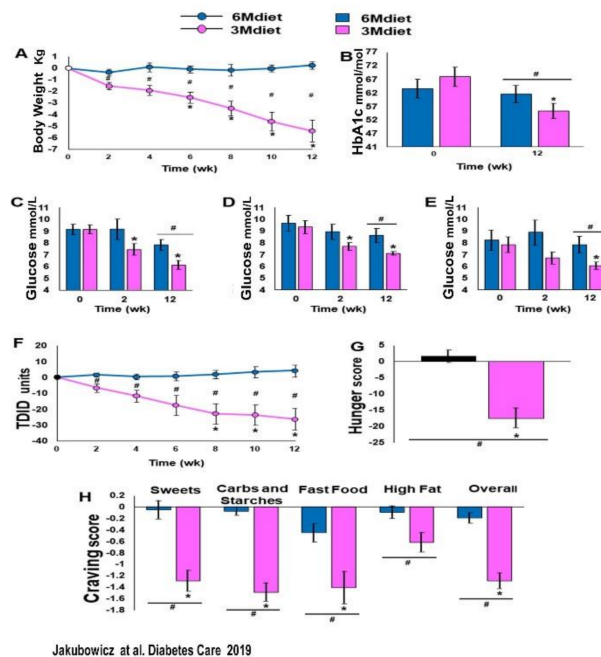 6Mdiet 6Mdiet
3Mdiet 3Mdiet
A
Body Weight Kg
1
0
-1
-2
-3
-4
-5
-6
-7
# # # # # #
* * * *
0 2 4 6 8 10 12
Time (wk)
B
HbA1c mmol/mol
77
72
67
62
57
52
47
41
#
*
0 12
Time (wk)
C
Glucose mmol/L
11
10
9
8
7
6
5
4
* # *
0 2 12
Time (wk)
D
Glucose mmol/L
11
10
9
8
7
6
5
4
* # *
0 2 12
Time (wk)
E
Glucose mmol/L
11
10
9
8
7
6
5
4
# *
0 2 12
Time (wk)
F
TDID units
20
10
0
-10
-20
-30
-40
# # # # # #
* * *
0 2 4 6 8 10 12
Time (wk)
G
Hunger score
5
0
-5
-10
-15
-20
-25
*
#
H
Sweets Carbs and Starches Fast Food High Fat Overall
Craving score
0.2
0
-0.2
-0.4
-0.6
-0.8
-1
-1.2
-1.4
-1.6
-1.8
* * * *
# # # # #
Jakubowicz at al. Diabetes Care 2019